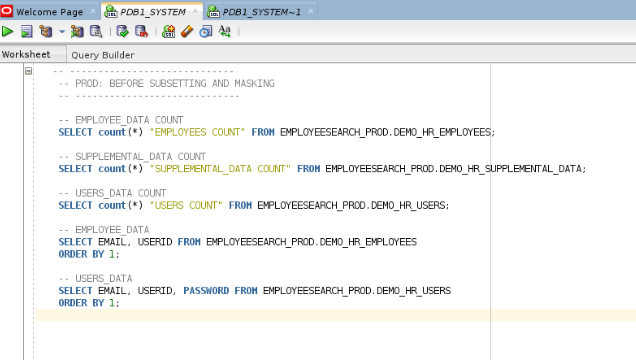 Welcome Page
PDB1_SYSTEM
PDB1_SYSTEM~1
Worksheet
Query Builder
-- -----------------------------
-- PROD: BEFORE SUBSETTING AND MASKING
-- -----------------------------
-- EMPLOYEE_DATA COUNT
SELECT count(*) "EMPLOYEES COUNT" FROM EMPLOYEESEARCH_PROD.DEMO_HR_EMPLOYEES;
-- SUPPLEMENTAL_DATA COUNT
SELECT count(*) "SUPPLEMENTAL_DATA COUNT" FROM EMPLOYEESEARCH_PROD.DEMO_HR_SUPPLEMENTAL_DATA;
-- USERS_DATA COUNT
SELECT count(*) "USERS COUNT" FROM EMPLOYEESEARCH_PROD.DEMO_HR_USERS;
-- EMPLOYEE_DATA
SELECT EMAIL, USERID FROM EMPLOYEESEARCH_PROD.DEMO_HR_EMPLOYEES
ORDER BY 1;
-- USERS_DATA
SELECT EMAIL, USERID, PASSWORD FROM EMPLOYEESEARCH_PROD.DEMO_HR_USERS
ORDER BY 1;